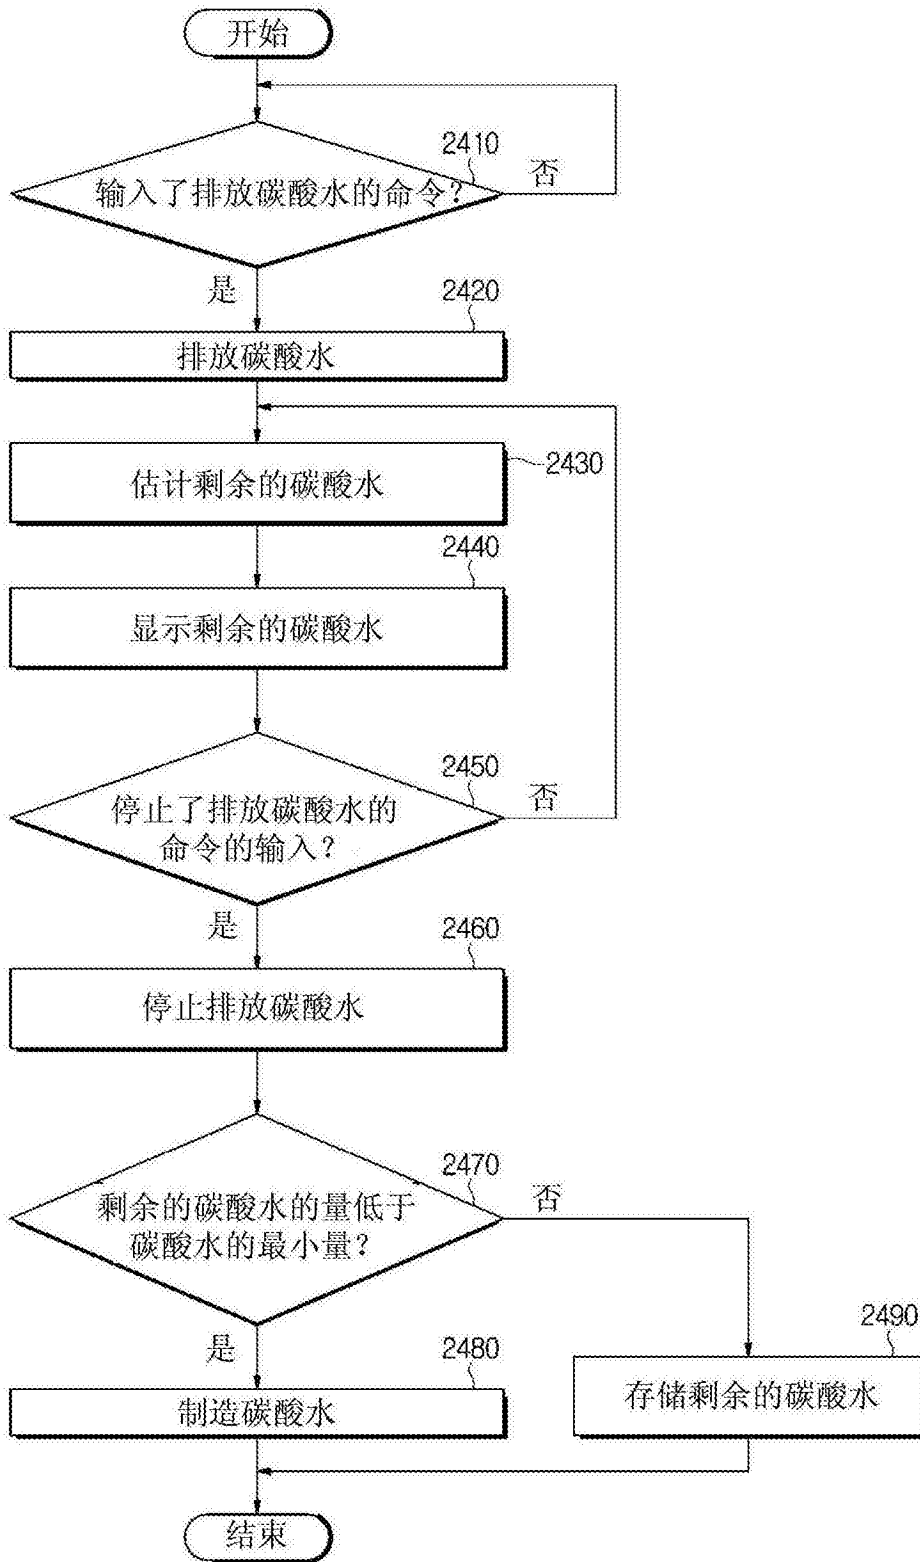 开始
2410
输入了排放碳酸水的命令?
否
是
2420
排放碳酸水
2430
估计剩余的碳酸水
2440
显示剩余的碳酸水
2450
停止了排放碳酸水的
命令的输入?
否
是
2460
停止排放碳酸水
2470
剩余的碳酸水的量低于
碳酸水的最小量?
否
是
2480
制造碳酸水
2490
存储剩余的碳酸水
结束